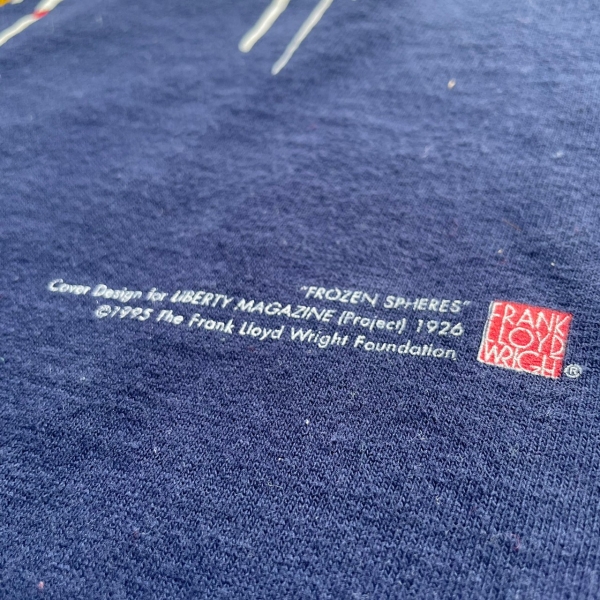 "FROZEN SPHERES"
Cover Design for LIBERTY MAGAZINE (Project) 1926
©1995 The Frank Lloyd Wright Foundation
FRANK
LLOYD
WRIGHT
®